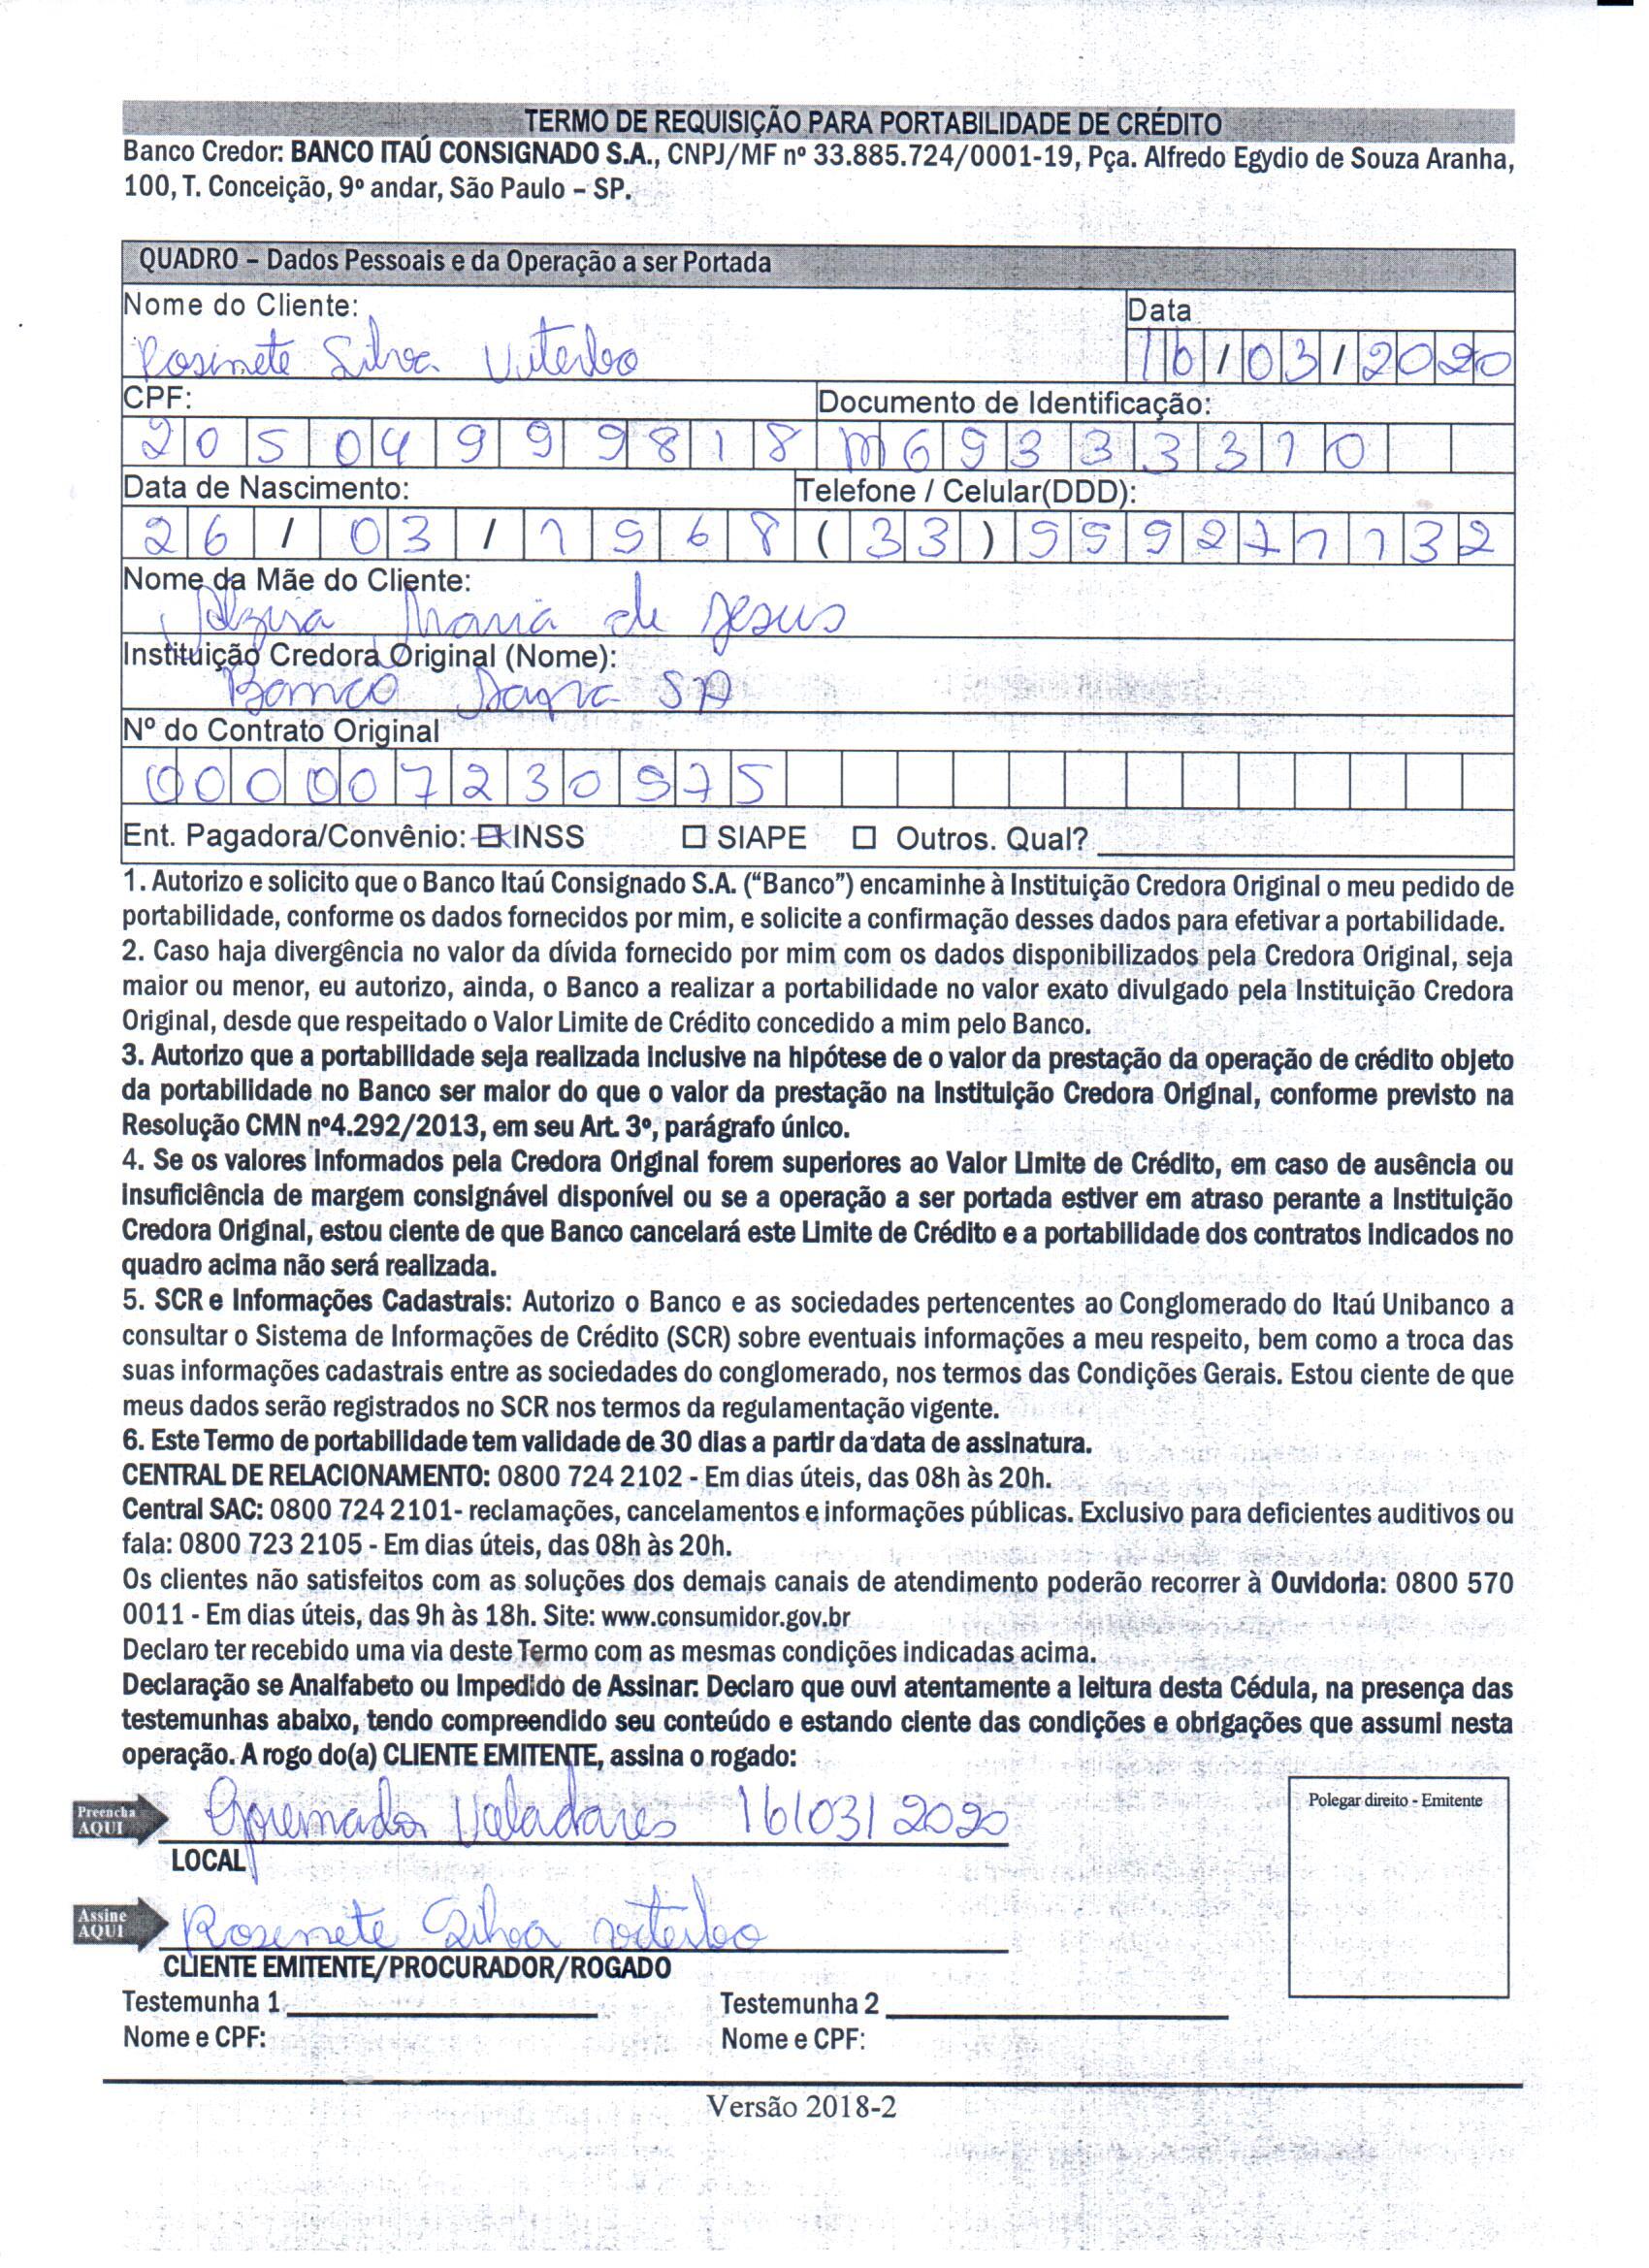 TERMO DE REQUISIÇÃO PARA PORTABILIDADE DE CRÉDITO
Banco Credor: BANCO ITAÚ CONSIGNADO S.A., CNPJ/MF nº 33.885.724/0001-19, Pça. Alfredo Egydio de Souza Aranha,
100, T. Conceição, 9º andar, São Paulo – SP.
QUADRO – Dados Pessoais e da Operação a ser Portada
Nome do Cliente: Data
Rosinete Silva Viterbo 16/03/2020
CPF: Documento de Identificação:
20504999818 M69333310
Data de Nascimento: Telefone / Celular(DDD):
26/03/1968 (33)999271132
Nome da Mãe do Cliente:
Alzira Maria de Jesus
Instituição Credora Original (Nome):
Banco SA
Nº do Contrato Original
000007230975
Ent. Pagadora/Convênio: ☒ INSS ☐ SIAPE ☐ Outros. Qual?
1. Autorizo e solicito que o Banco Itaú Consignado S.A. (“Banco”) encaminhe à Instituição Credora Original o meu pedido de
portabilidade, conforme os dados fornecidos por mim, e solicite a confirmação desses dados para efetivar a portabilidade.
2. Caso haja divergência no valor da dívida fornecido por mim com os dados disponibilizados pela Credora Original, seja
maior ou menor, eu autorizo, ainda, o Banco a realizar a portabilidade no valor exato divulgado pela Instituição Credora
Original, desde que respeitado o Valor Limite de Crédito concedido a mim pelo Banco.
3. Autorizo que a portabilidade seja realizada inclusive na hipótese de o valor da prestação da operação de crédito objeto
da portabilidade no Banco ser maior do que o valor da prestação na Instituição Credora Original, conforme previsto na
Resolução CMN nº4.292/2013, em seu Art. 3º, parágrafo único.
4. Se os valores informados pela Credora Original forem superiores ao Valor Limite de Crédito, em caso de ausência ou
insuficiência de margem consignável disponível ou se a operação a ser portada estiver em atraso perante a Instituição
Credora Original, estou ciente de que Banco cancelará este Limite de Crédito e a portabilidade dos contratos indicados no
quadro acima não será realizada.
5. SCR e Informações Cadastrais: Autorizo o Banco e as sociedades pertencentes ao Conglomerado do Itaú Unibanco a
consultar o Sistema de Informações de Crédito (SCR) sobre eventuais informações a meu respeito, bem como a troca das
suas informações cadastrais entre as sociedades do conglomerado, nos termos das Condições Gerais. Estou ciente de que
meus dados serão registrados no SCR nos termos da regulamentação vigente.
6. Este Termo de portabilidade tem validade de 30 dias a partir da data de assinatura.
CENTRAL DE RELACIONAMENTO: 0800 724 2102 - Em dias úteis, das 08h às 20h.
Central SAC: 0800 724 2101- reclamações, cancelamentos e informações públicas. Exclusivo para deficientes auditivos ou
fala: 0800 723 2105 - Em dias úteis, das 08h às 20h.
Os clientes não satisfeitos com as soluções dos demais canais de atendimento poderão recorrer à Ouvidoria: 0800 570
0011 - Em dias úteis, das 9h às 18h. Site: www.consumidor.gov.br
Declaro ter recebido uma via deste Termo com as mesmas condições indicadas acima.
Declaração se Analfabeto ou Impedido de Assinar: Declaro que ouvi atentamente a leitura desta Cédula, na presença das
testemunhas abaixo, tendo compreendido seu conteúdo e estando ciente das condições e obrigações que assumi nesta
operação. A rogo do(a) CLIENTE EMITENTE, assina o rogado:
Preencha
AQUI
Governador Valadares 16/03/2020
Polegar direito - Emitente
LOCAL
Assine
AQUI
Rosenete Silva viterbo
CLIENTE EMITENTE/PROCURADOR/ROGADO
Testemunha 1 Testemunha 2
Nome e CPF: Nome e CPF:
Versão 2018-2